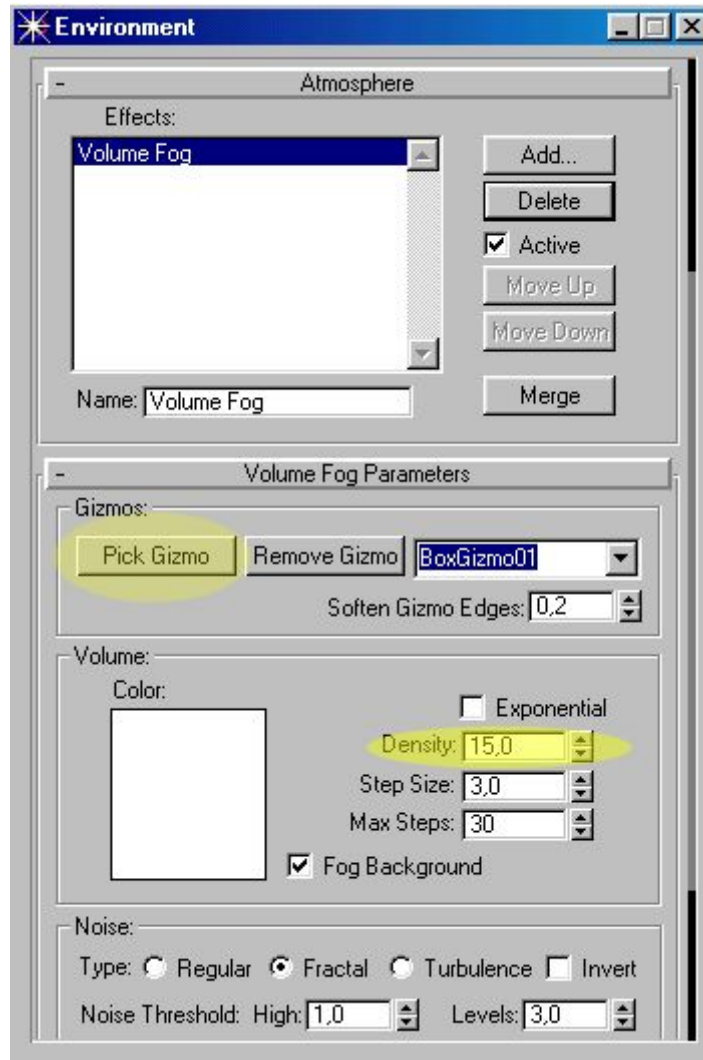 Environment
Atmosphere
Effects:
Volume Fog
Add...
Delete
Active
Move Up
Move Down
Name: Volume Fog
Merge
Volume Fog Parameters
Gizmos:
Pick Gizmo Remove Gizmo BoxGizmo01
Soften Gizmo Edges: 0,2
Volume:
Color:
Exponential
Density: 15,0
Step Size: 3,0
Max Steps: 30
Fog Background
Noise:
Type: Regular Fractal Turbulence Invert
Noise Threshold: High: 1,0 Levels: 3,0